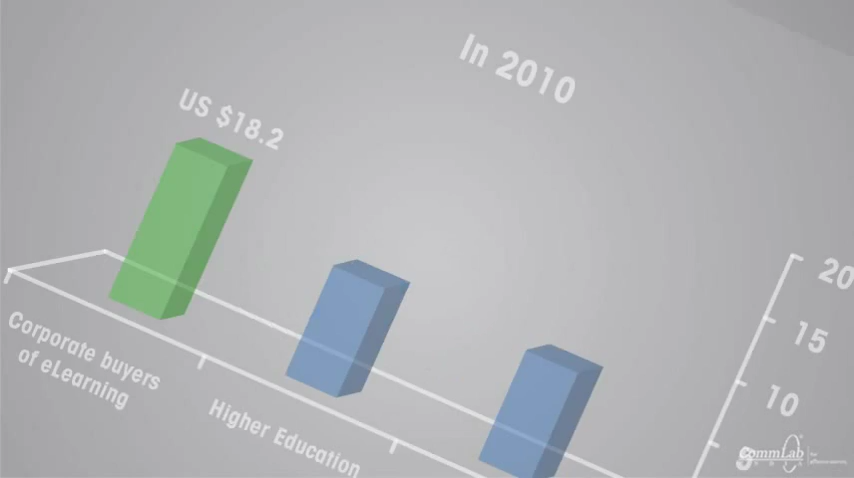 In 2010
US $18.2
20
15
10
5
Corporate buyers
of eLearning
Higher Education
CommLab